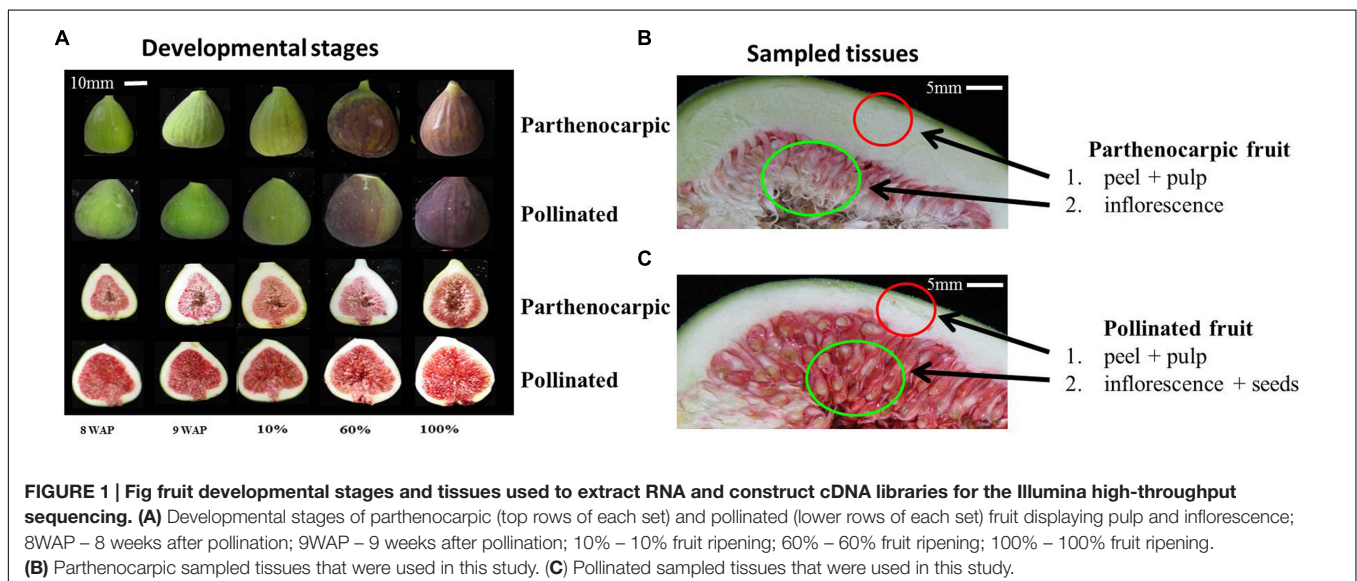 A
Developmental stages
10mm
Parthenocarpic
Pollinated
Parthenocarpic
Pollinated
8 WAP 9 WAP 10% 60% 100%
B
Sampled tissues
5mm
Parthenocarpic fruit
1. peel + pulp
2. inflorescence
C
5mm
Pollinated fruit
1. peel + pulp
2. inflorescence + seeds
FIGURE 1 | Fig fruit developmental stages and tissues used to extract RNA and construct cDNA libraries for the Illumina high-throughput
sequencing. (A) Developmental stages of parthenocarpic (top rows of each set) and pollinated (lower rows of each set) fruit displaying pulp and inflorescence;
8WAP – 8 weeks after pollination; 9WAP – 9 weeks after pollination; 10% – 10% fruit ripening; 60% – 60% fruit ripening; 100% – 100% fruit ripening.
(B) Parthenocarpic sampled tissues that were used in this study. (C) Pollinated sampled tissues that were used in this study.